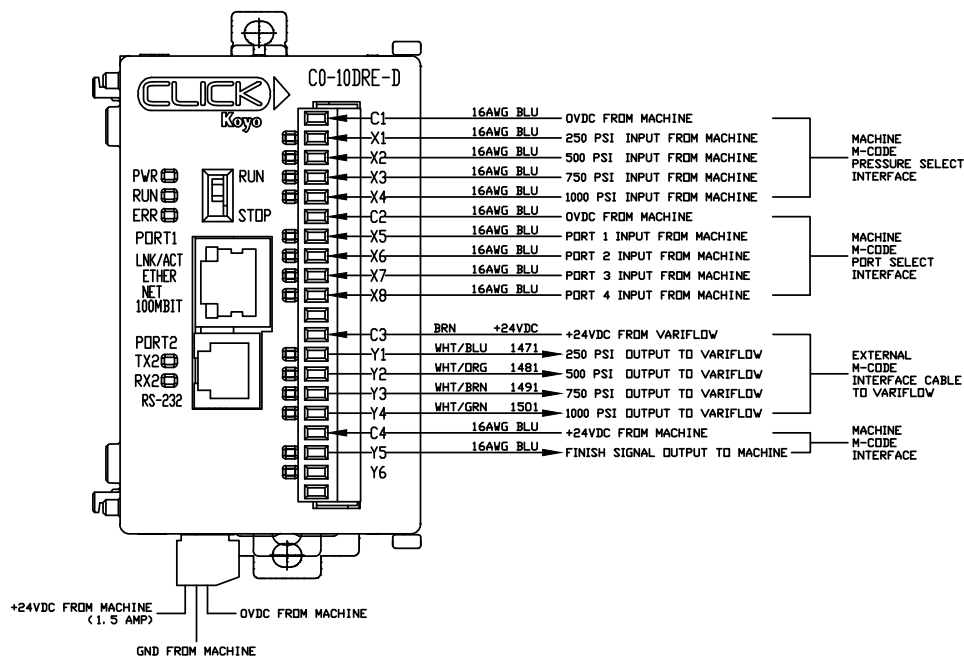 CLICK
Koyo
C0-10DRE-D
PWR
RUN
ERR
RUN
STOP
PORT1
LNK/ACT
ETHER
NET
100MBIT
PORT2
TX2
RX2
RS-232
C1 16AWG BLU 0VDC FROM MACHINE
X1 16AWG BLU 250 PSI INPUT FROM MACHINE
X2 16AWG BLU 500 PSI INPUT FROM MACHINE
X3 16AWG BLU 750 PSI INPUT FROM MACHINE
X4 16AWG BLU 1000 PSI INPUT FROM MACHINE
MACHINE
M-CODE
PRESSURE SELECT
INTERFACE
C2 16AWG BLU 0VDC FROM MACHINE
X5 16AWG BLU PORT 1 INPUT FROM MACHINE
X6 16AWG BLU PORT 2 INPUT FROM MACHINE
X7 16AWG BLU PORT 3 INPUT FROM MACHINE
X8 16AWG BLU PORT 4 INPUT FROM MACHINE
MACHINE
M-CODE
PORT SELECT
INTERFACE
C3 BRN +24VDC +24VDC FROM VARIFLOW
Y1 WHT/BLU 1471 250 PSI OUTPUT TO VARIFLOW
Y2 WHT/ORG 1481 500 PSI OUTPUT TO VARIFLOW
Y3 WHT/BRN 1491 750 PSI OUTPUT TO VARIFLOW
Y4 WHT/GRN 1501 1000 PSI OUTPUT TO VARIFLOW
EXTERNAL
M-CODE
INTERFACE CABLE
TO VARIFLOW
C4 16AWG BLU +24VDC FROM MACHINE
Y5 16AWG BLU FINISH SIGNAL OUTPUT TO MACHINE
Y6
MACHINE
M-CODE
INTERFACE
+24VDC FROM MACHINE
(1.5 AMP)
0VDC FROM MACHINE
GND FROM MACHINE